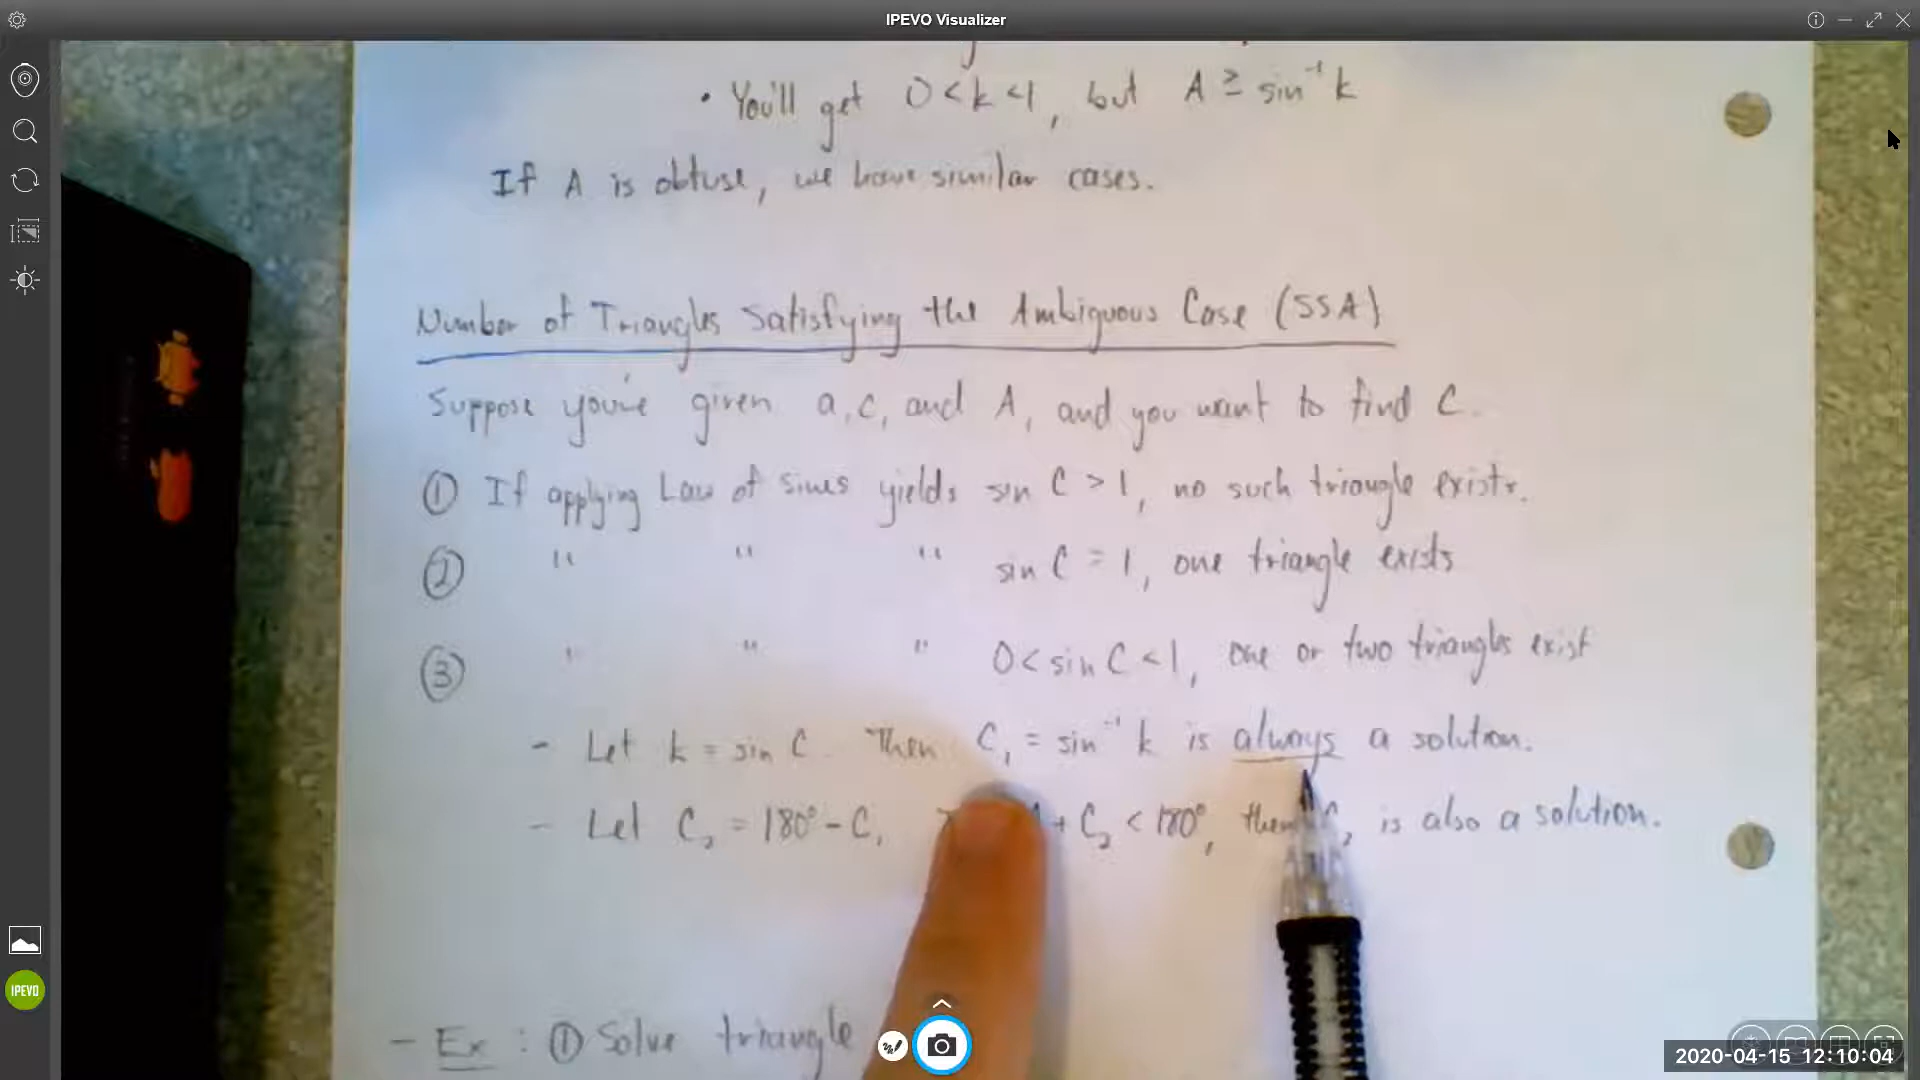 IPEVO Visualizer
• You'll get 0 < k < 1, but A ≥ sin⁻¹ k
If A is obtuse, we have similar cases.
Number of Triangles Satisfying the Ambiguous Case (SSA)
Suppose you're given a, c, and A, and you want to find C.
① If applying Law of sines yields sin C > 1, no such triangle exists.
② " " " sin C = 1, one triangle exists
③ " " " 0 < sin C < 1, one or two triangles exist
- Let k = sin C. Then C₁ = sin⁻¹ k is always a solution.
- Let C₂ = 180° - C₁ + C₂ < 180°, then C₂ is also a solution.
- Ex : ① Solve triangle
IPEVO
2020-04-15 12:10:04